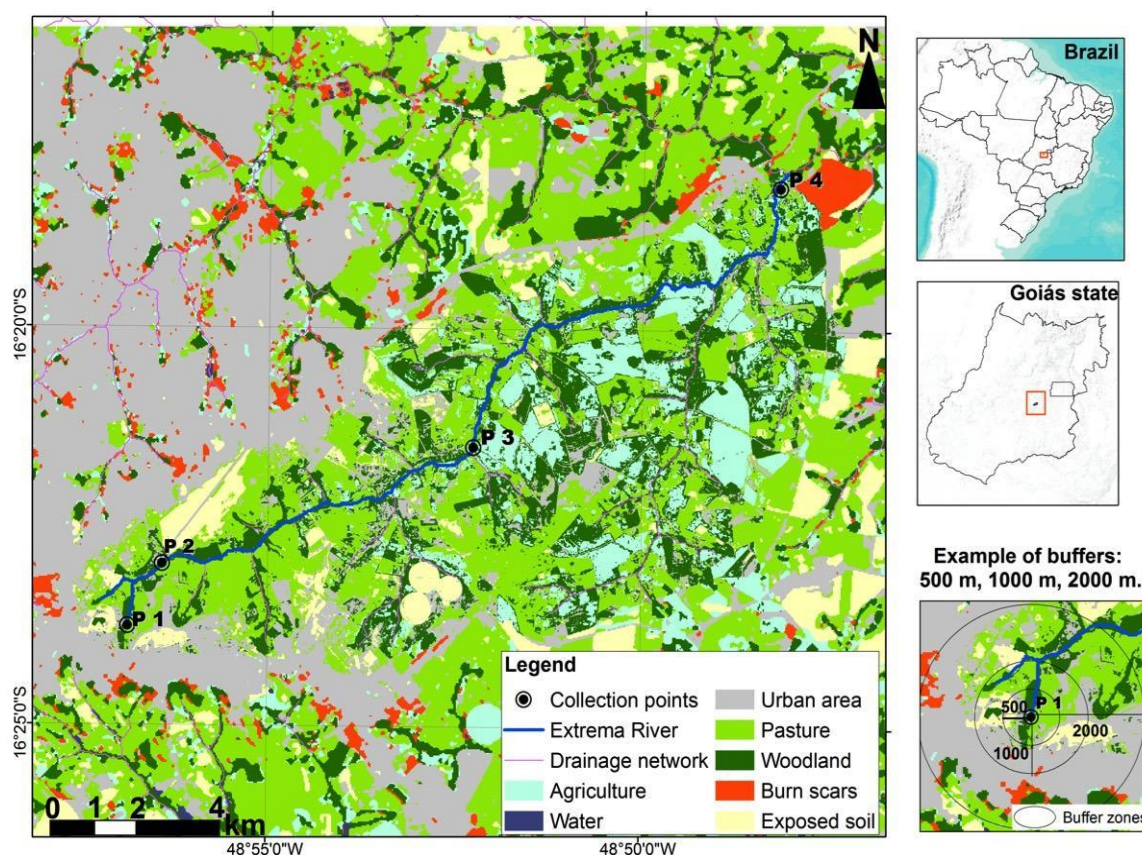 N
P 4
P 3
P 2
P 1
16°20'0"S
16°25'0"S
48°55'0"W
48°50'0"W
0 1 2 4
km
Legend
Collection points
Extrema River
Drainage network
Agriculture
Water
Urban area
Pasture
Woodland
Burn scars
Exposed soil
Brazil
Goiás state
Example of buffers:
500 m, 1000 m, 2000 m.
P 1
500
2000
1000
Buffer zones